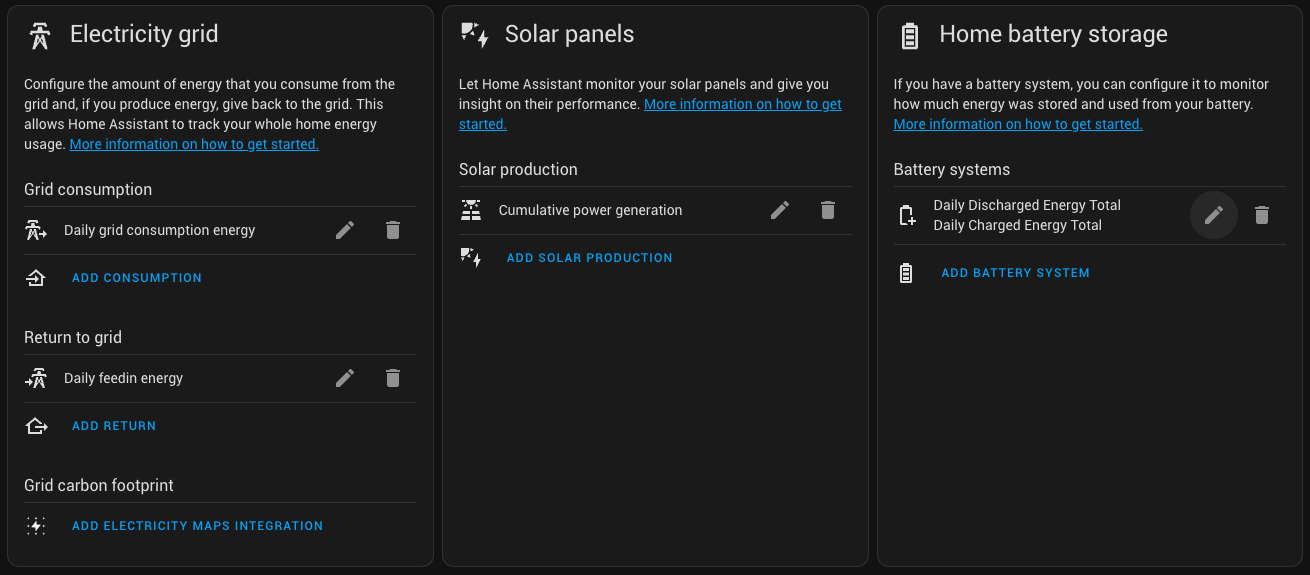 Electricity grid
Configure the amount of energy that you consume from the
grid and, if you produce energy, give back to the grid. This
allows Home Assistant to track your whole home energy
usage. More information on how to get started.
Grid consumption
Daily grid consumption energy
ADD CONSUMPTION
Return to grid
Daily feedin energy
ADD RETURN
Grid carbon footprint
ADD ELECTRICITY MAPS INTEGRATION
Solar panels
Let Home Assistant monitor your solar panels and give you
insight on their performance. More information on how to get
started.
Solar production
Cumulative power generation
ADD SOLAR PRODUCTION
Home battery storage
If you have a battery system, you can configure it to monitor
how much energy was stored and used from your battery.
More information on how to get started.
Battery systems
Daily Discharged Energy Total
Daily Charged Energy Total
ADD BATTERY SYSTEM